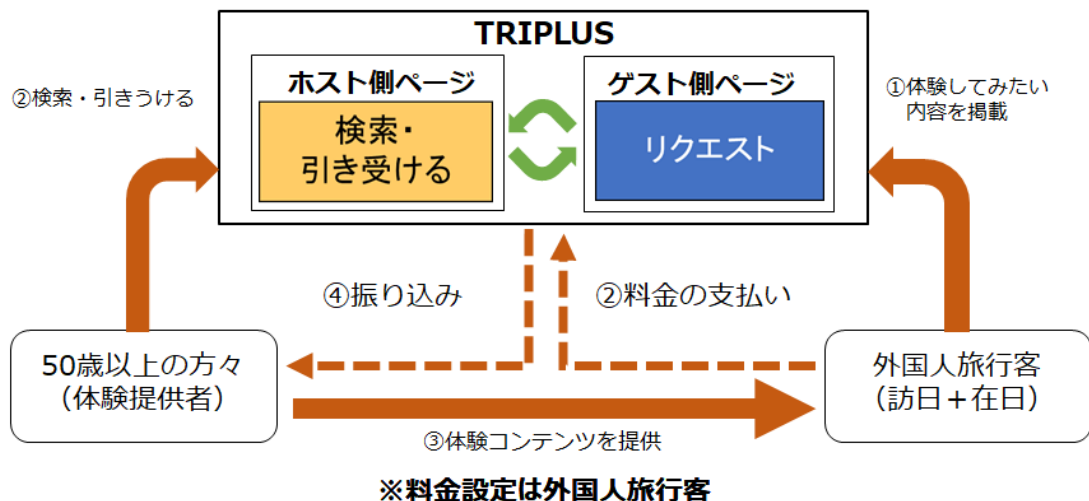 TRIPLUS
ホスト側ページ
検索・
引き受ける
ゲスト側ページ
リクエスト
②検索・引きうける
①体験してみたい
内容を掲載
④振り込み
②料金の支払い
50歳以上の方々
（体験提供者）
外国人旅行客
（訪日＋在日）
③体験コンテンツを提供
※料金設定は外国人旅行客